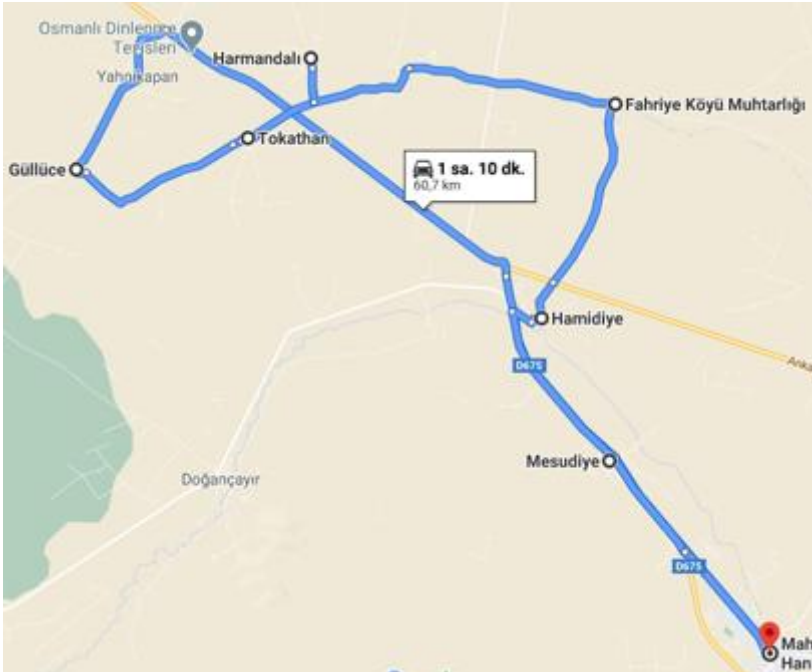 Osmanlı Dinlenme
Tesisleri
Harmandalı
Yahnikapan
Fahriye Köyü Muhtarlığı
Tokathan
Güllüce
1 sa. 10 dk.
60,7 km
Hamidiye
Anka
D675
Mesudiye
Doğançayır
D675
Mah
Han